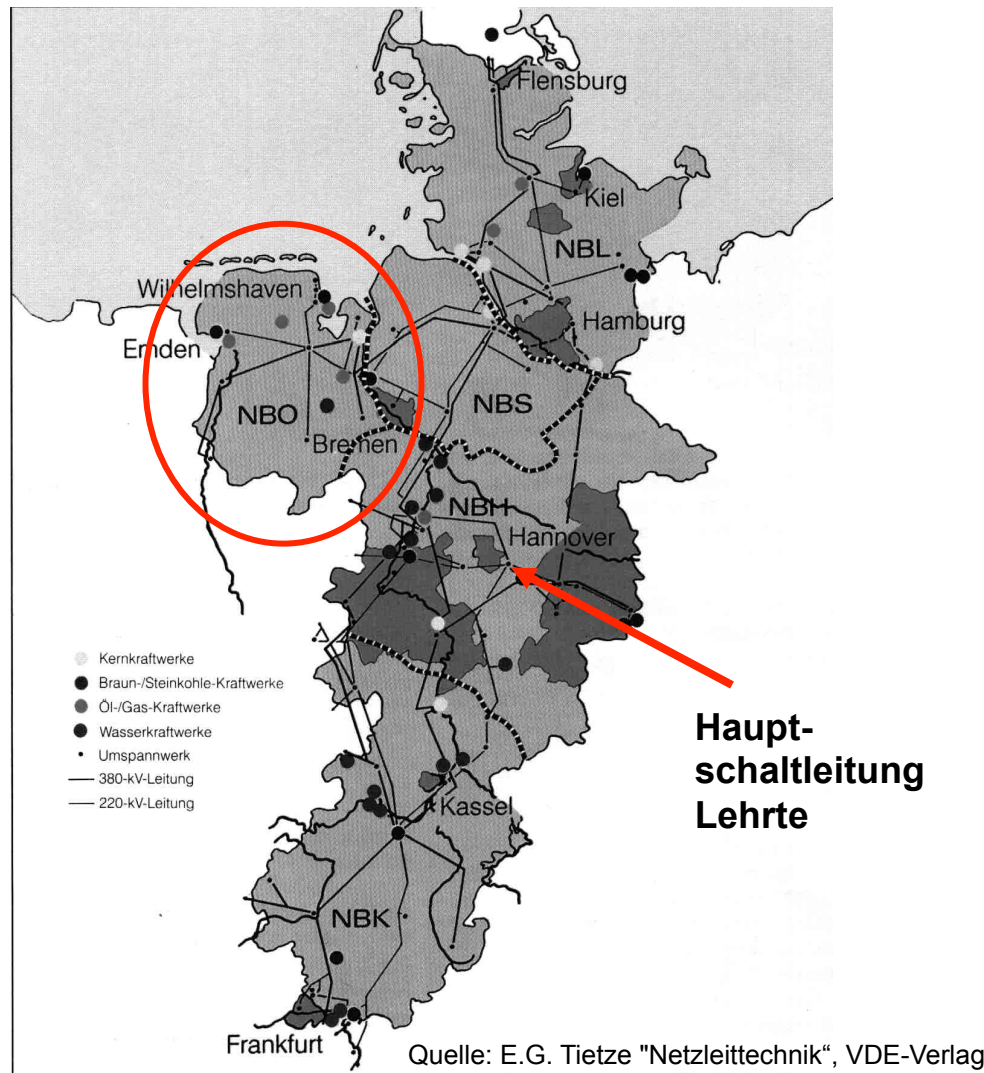 Flensburg
Kiel
NBL
Wilhelmshaven
Hamburg
Emden
NBO
NBS
Bremen
NBH
Hannover
Kernkraftwerke
Braun-/Steinkohle-Kraftwerke
Öl-/Gas-Kraftwerke
Wasserkraftwerke
Umspannwerk
380-kV-Leitung
220-kV-Leitung
Haupt-
schaltleitung
Lehrte
Kassel
NBK
Frankfurt
Quelle: E.G. Tietze "Netzleittechnik“, VDE-Verlag